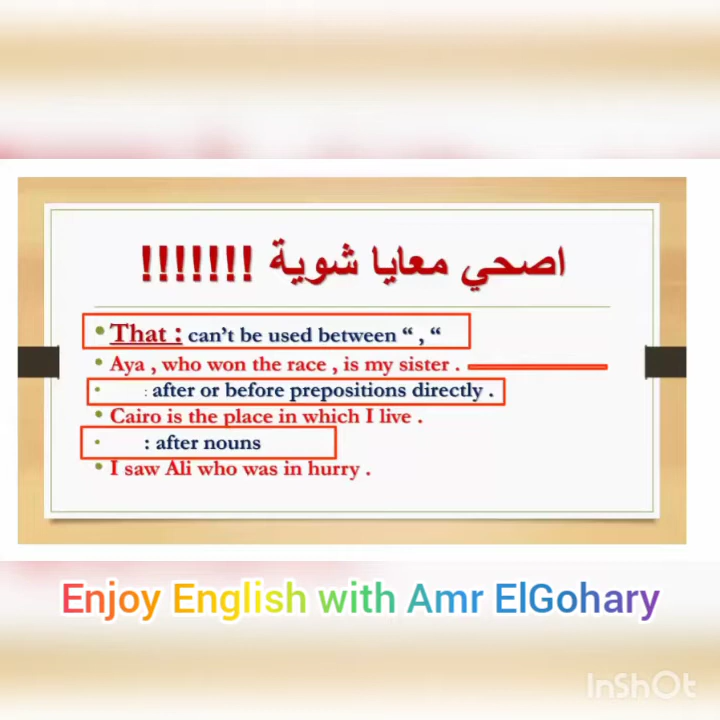 اصحي معايا شوية !!!!!!!
• That : can't be used between “ , “
• Aya , who won the race , is my sister .
• : after or before prepositions directly .
• Cairo is the place in which I live .
• : after nouns
• I saw Ali who was in hurry .
Enjoy English with Amr ElGohary
InShOt